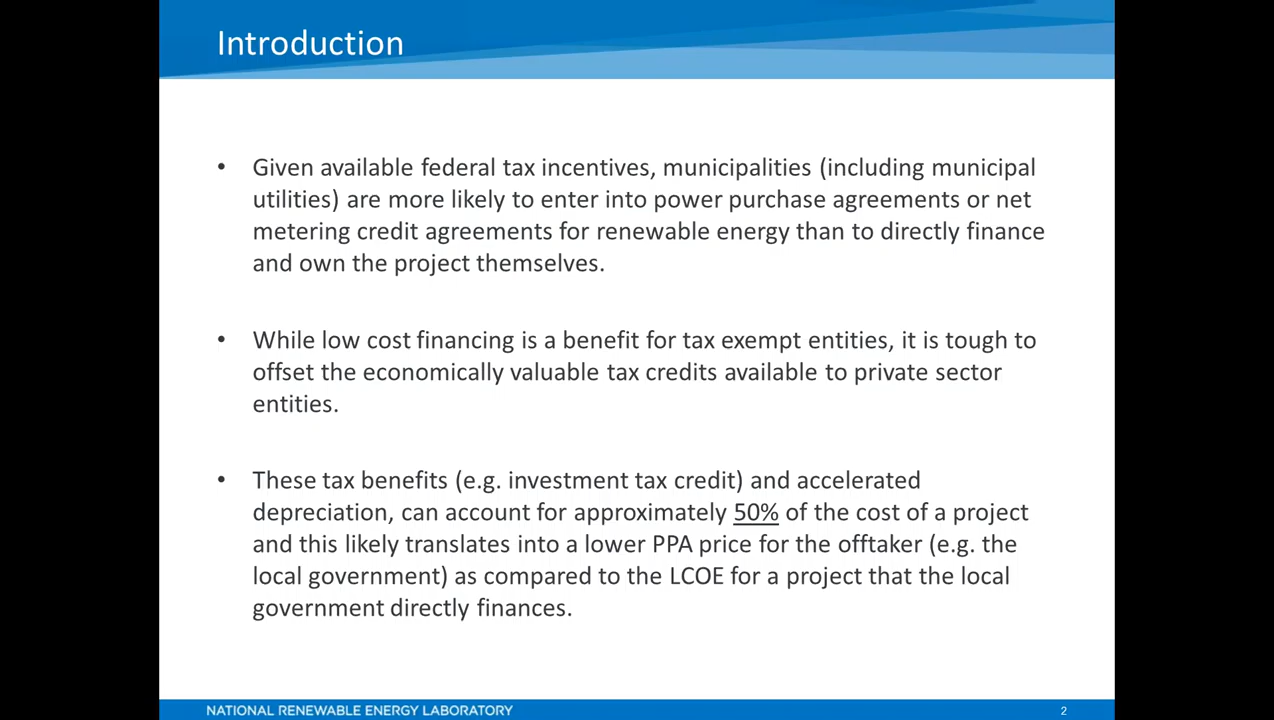 Introduction
• Given available federal tax incentives, municipalities (including municipal
utilities) are more likely to enter into power purchase agreements or net
metering credit agreements for renewable energy than to directly finance
and own the project themselves.
• While low cost financing is a benefit for tax exempt entities, it is tough to
offset the economically valuable tax credits available to private sector
entities.
• These tax benefits (e.g. investment tax credit) and accelerated
depreciation, can account for approximately 50% of the cost of a project
and this likely translates into a lower PPA price for the offtaker (e.g. the
local government) as compared to the LCOE for a project that the local
government directly finances.
NATIONAL RENEWABLE ENERGY LABORATORY
2